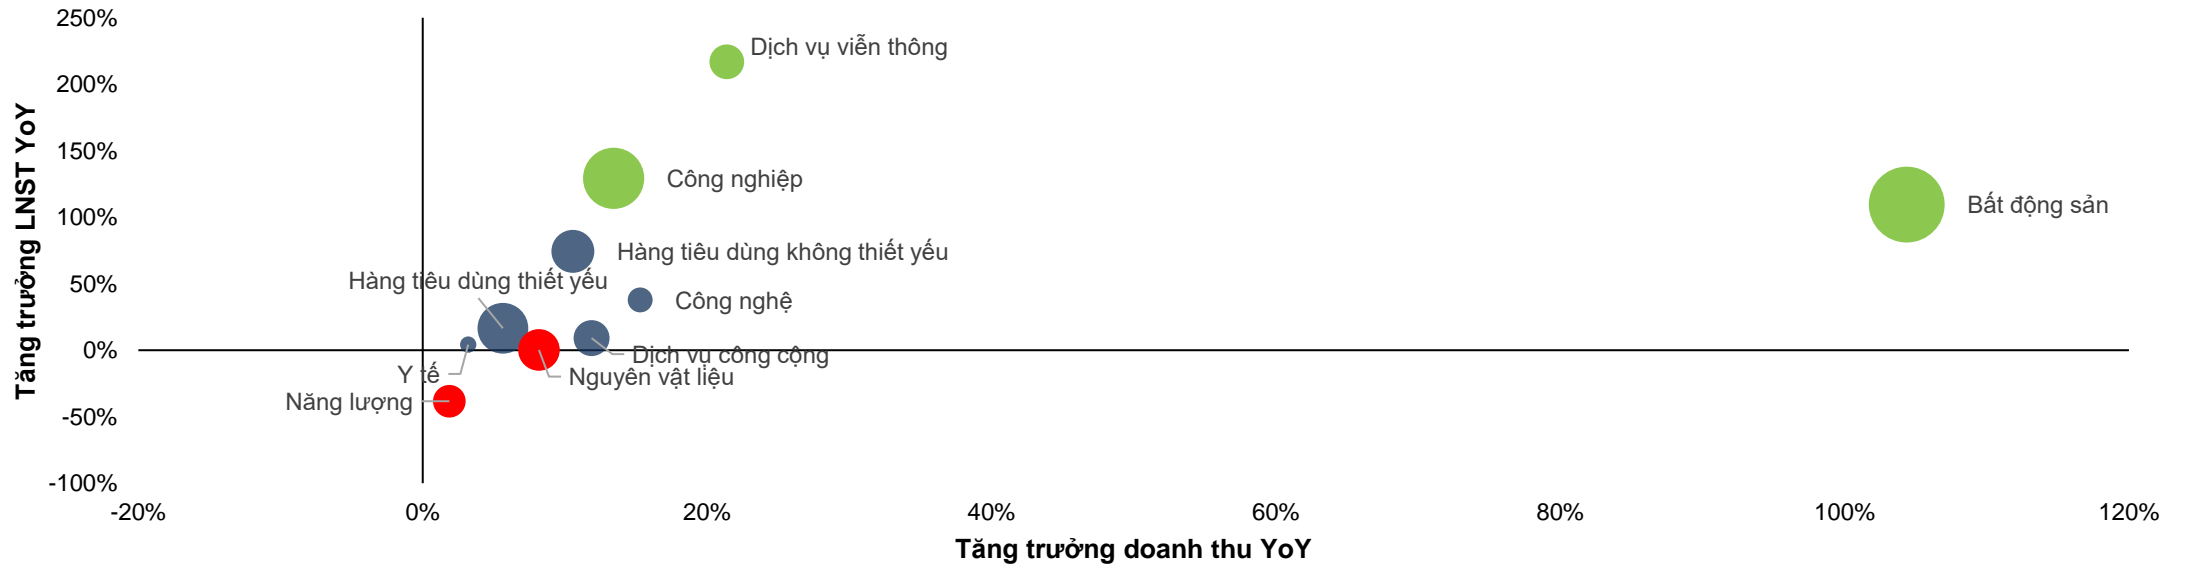 250%
200%
150%
100%
50%
0%
-50%
-100%
Tăng trưởng LNST YoY
Dịch vụ viễn thông
Công nghiệp
Bất động sản
Hàng tiêu dùng không thiết yếu
Hàng tiêu dùng thiết yếu
Công nghệ
Dịch vụ công cộng
Y tế
Nguyên vật liệu
Năng lượng
-20%
0%
20%
40%
60%
80%
100%
120%
Tăng trưởng doanh thu YoY